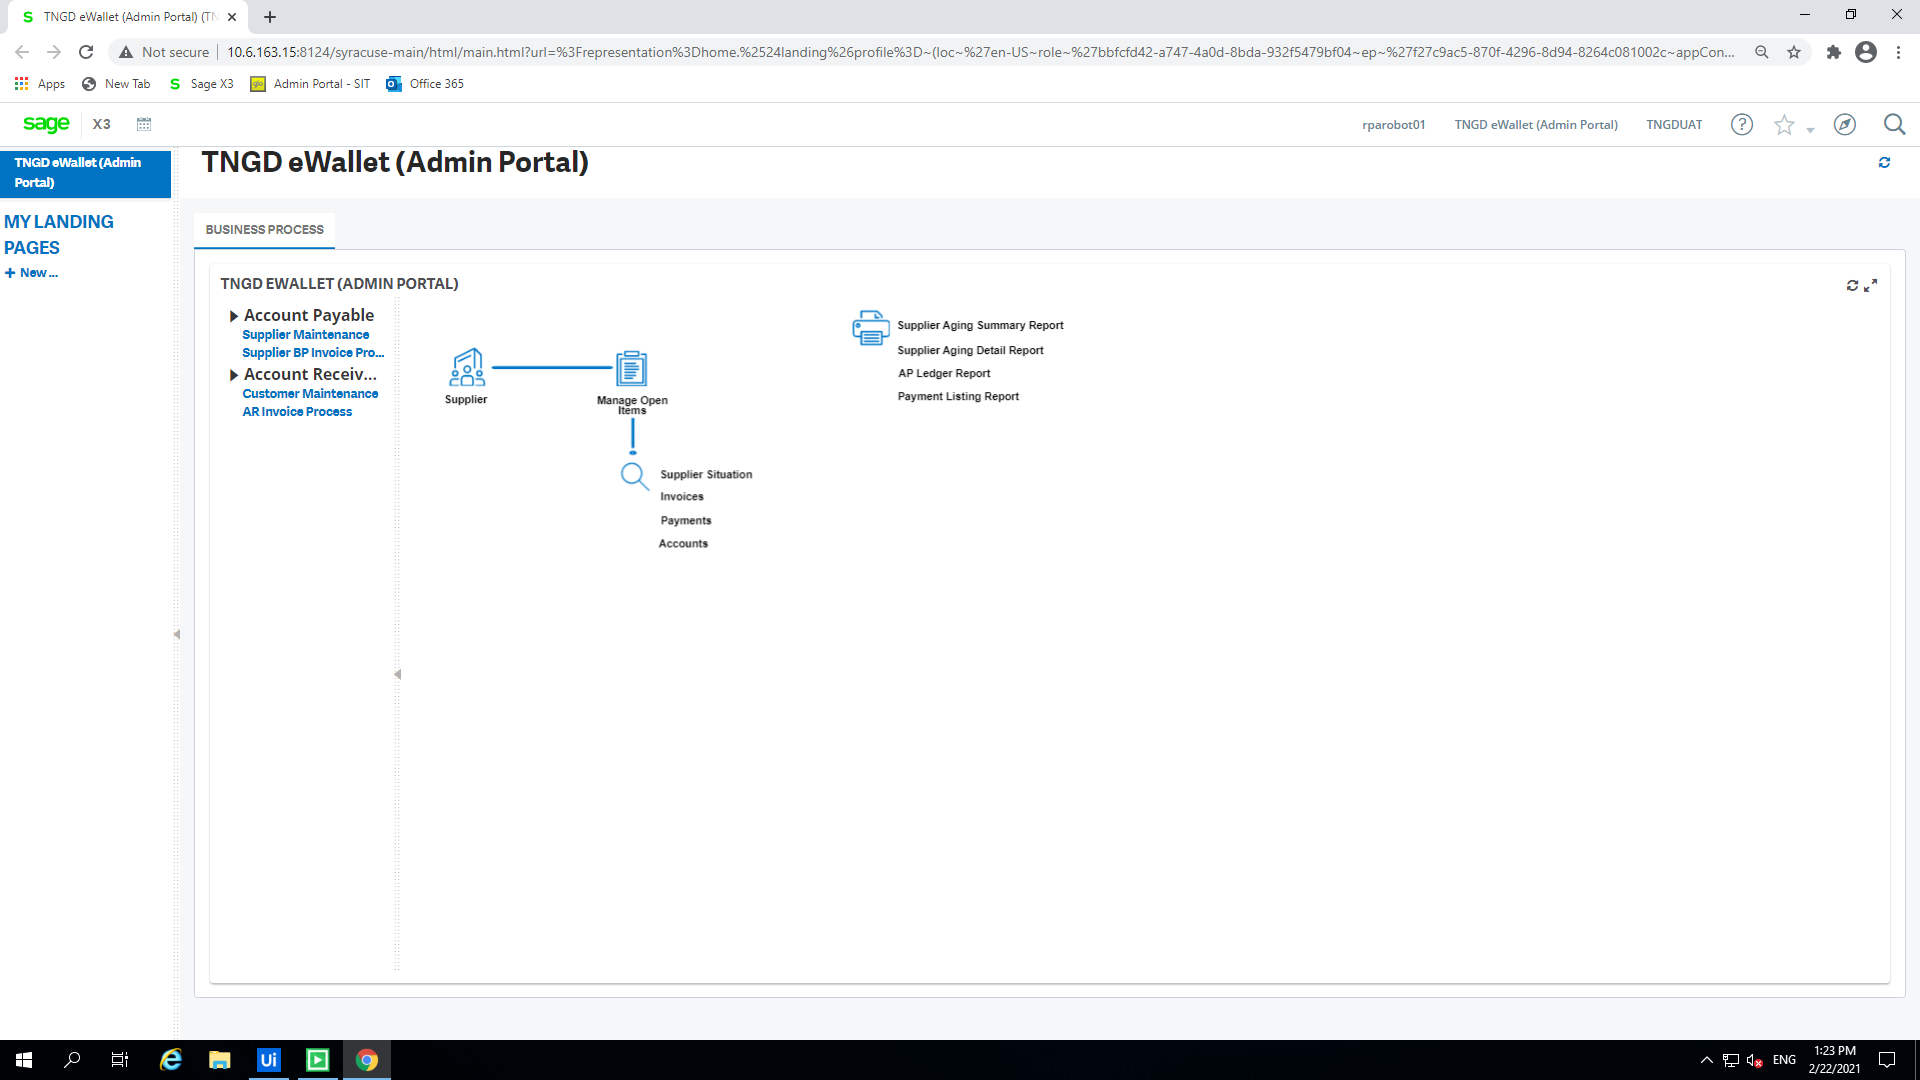 S TNGD eWallet (Admin Portal) (TN
Not secure 10.6.163.15:8124/syracuse-main/html/main.html?url=%3Frepresentation%3Dhome.%2524landing%26profile%3D~(loc~%27en-US~role~%27bbfcfd42-a747-4a0d-8bda-932f5479bf04~ep~%27f27c9ac5-870f-4296-8d94-8264c081002c~appCon...
Apps New Tab S Sage X3 Admin Portal - SIT Office 365
sage X3 rparobot01 TNGD eWallet (Admin Portal) TNGDUAT ?
TNGD eWallet (Admin
Portal)
MY LANDING
PAGES
+ New ...
TNGD eWallet (Admin Portal)
BUSINESS PROCESS
TNGD EWALLET (ADMIN PORTAL)
Account Payable
Supplier Maintenance
Supplier BP Invoice Pro...
Account Receiv...
Customer Maintenance
AR Invoice Process
Supplier
Manage Open
Items
Supplier Situation
Invoices
Payments
Accounts
Supplier Aging Summary Report
Supplier Aging Detail Report
AP Ledger Report
Payment Listing Report
Ui ENG 1:23 PM
2/22/2021